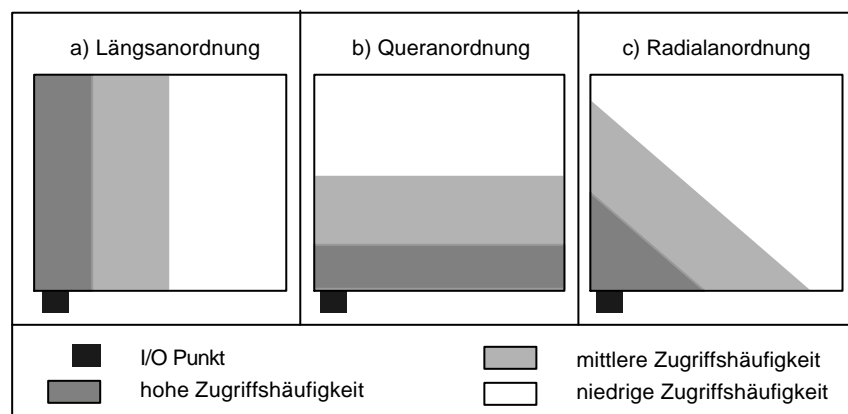 a) Längsanordnung
b) Queranordnung
c) Radialanordnung
I/O Punkt
mittlere Zugriffshäufigkeit
hohe Zugriffshäufigkeit
niedrige Zugriffshäufigkeit